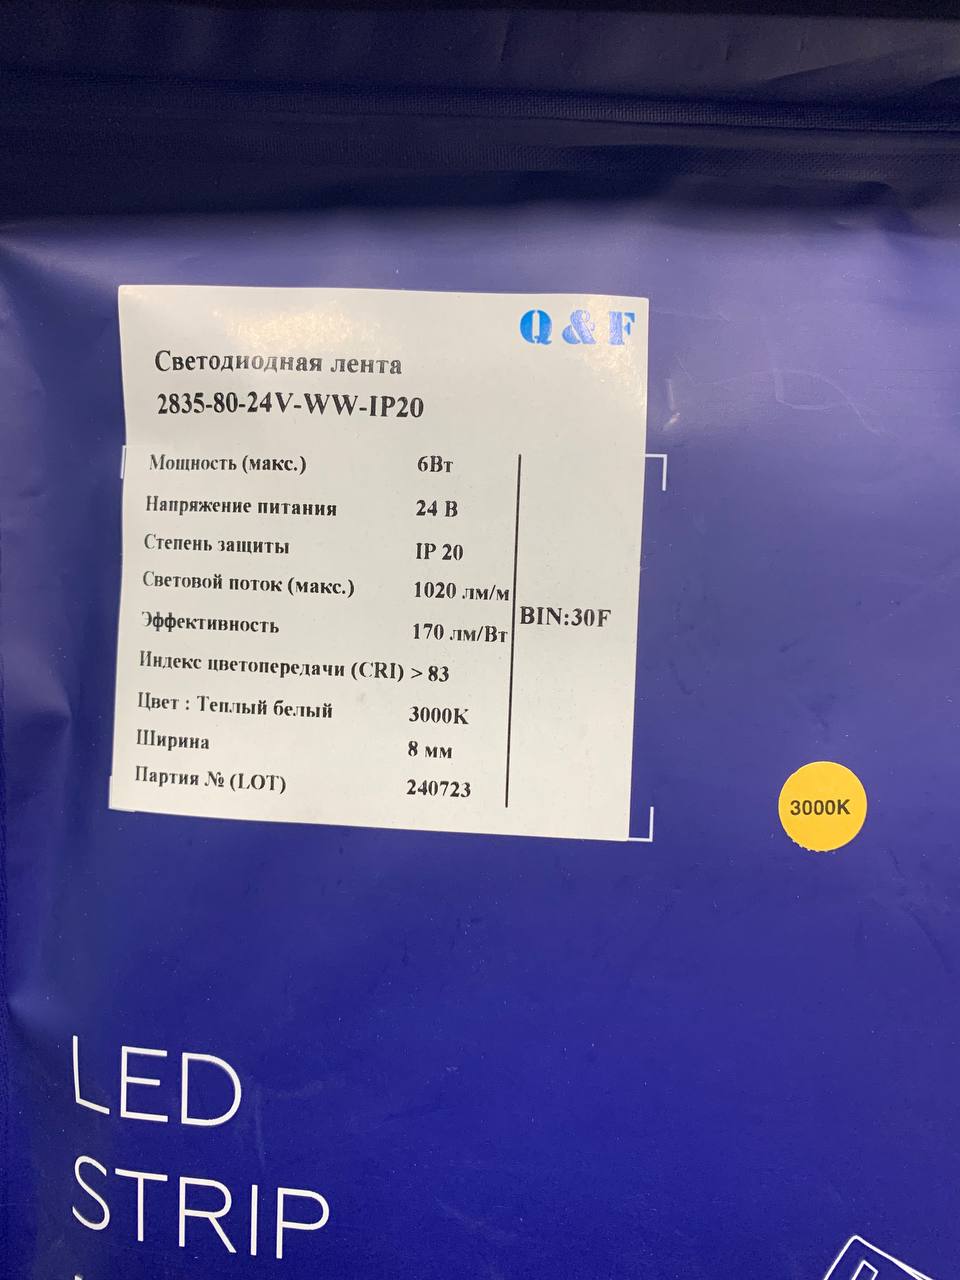 Q & F
Светодиодная лента
2835-80-24V-WW-IP20
Мощность (макс.) 6Вт
Напряжение питания 24 В
Степень защиты IP 20
Световой поток (макс.) 1020 лм/м
Эффективность 170 лм/Вт
BIN:30F
Индекс цветопередачи (CRI) > 83
Цвет : Теплый белый 3000K
Ширина 8 мм
Партия № (LOT) 240723
3000K
LED
STRIP